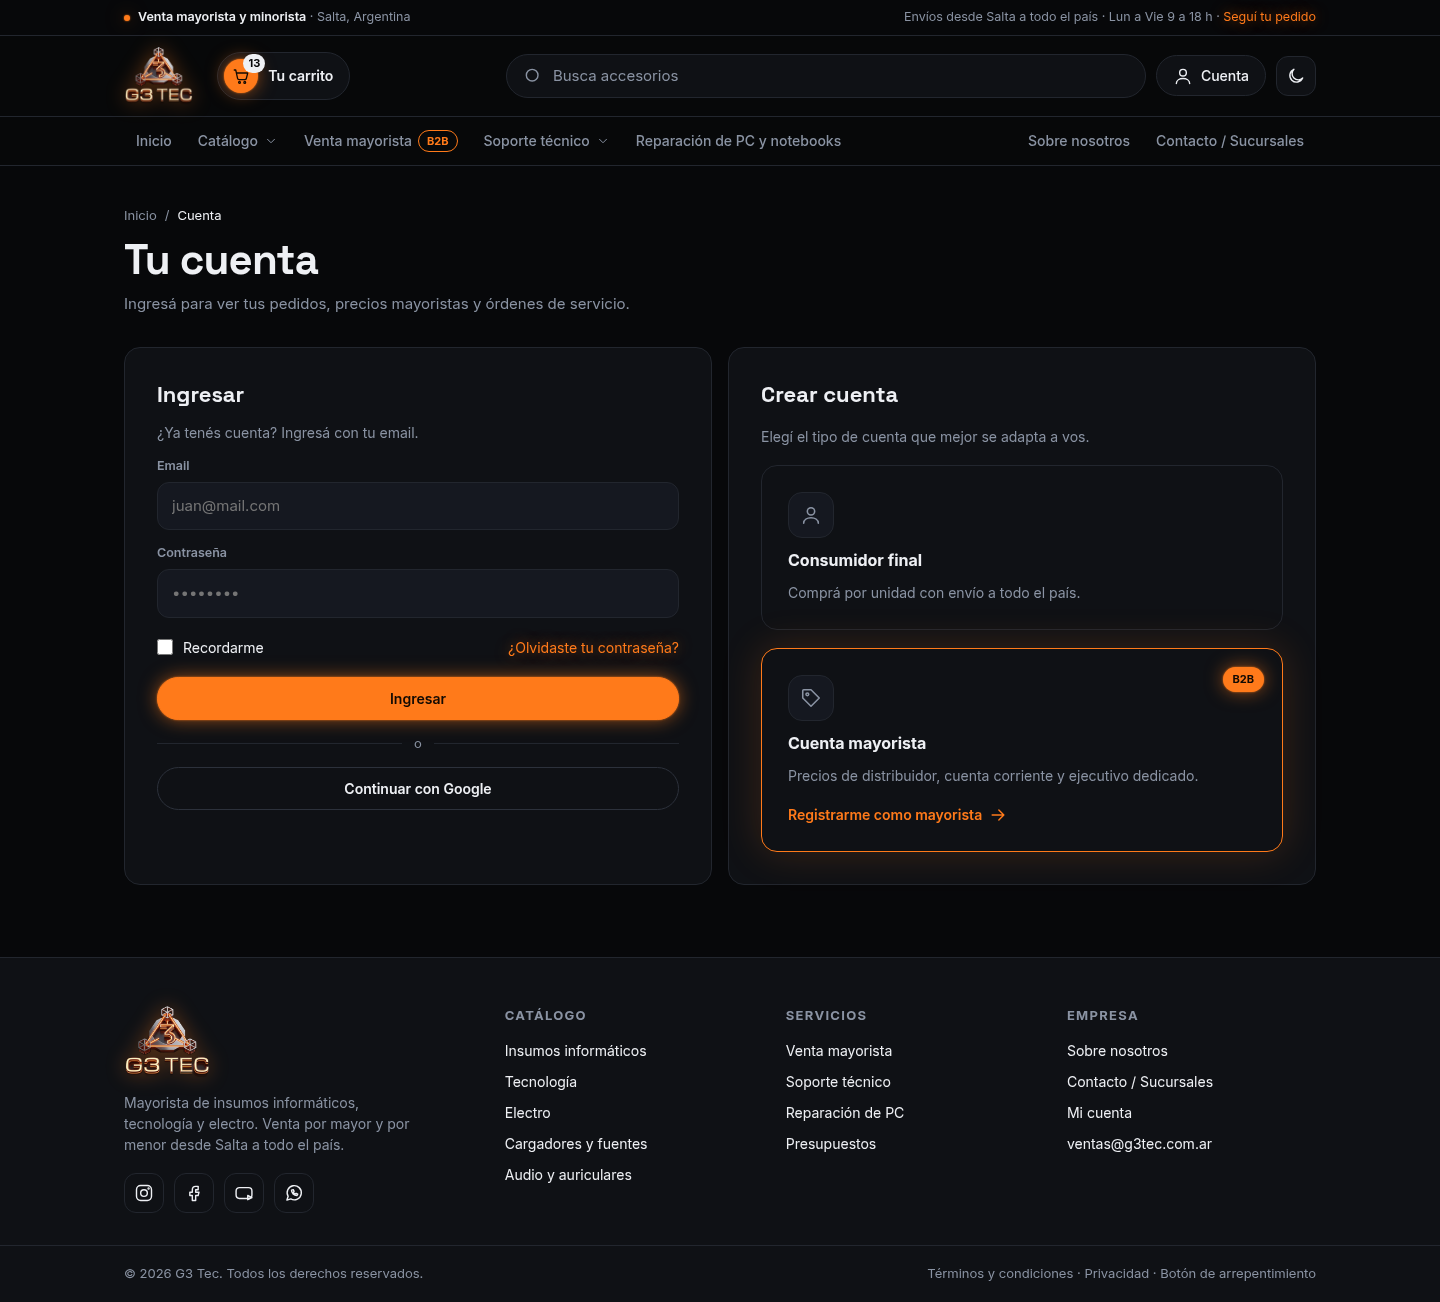 Venta mayorista y minorista · Salta, Argentina
Envíos desde Salta a todo el país · Lun a Vie 9 a 18 h · Seguí tu pedido
G3 TEC
13
Tu carrito
Busca accesorios
Cuenta
Inicio
Catálogo
Venta mayorista B2B
Soporte técnico
Reparación de PC y notebooks
Sobre nosotros
Contacto / Sucursales
Inicio / Cuenta
Tu cuenta
Ingresá para ver tus pedidos, precios mayoristas y órdenes de servicio.
Ingresar
¿Ya tenés cuenta? Ingresá con tu email.
Email
juan@mail.com
Contraseña
••••••••
Recordarme
¿Olvidaste tu contraseña?
Ingresar
o
Continuar con Google
Crear cuenta
Elegí el tipo de cuenta que mejor se adapta a vos.
Consumidor final
Comprá por unidad con envío a todo el país.
B2B
Cuenta mayorista
Precios de distribuidor, cuenta corriente y ejecutivo dedicado.
Registrarme como mayorista →
G3 TEC
Mayorista de insumos informáticos,
tecnología y electro. Venta por mayor y por
menor desde Salta a todo el país.
CATÁLOGO
Insumos informáticos
Tecnología
Electro
Cargadores y fuentes
Audio y auriculares
SERVICIOS
Venta mayorista
Soporte técnico
Reparación de PC
Presupuestos
EMPRESA
Sobre nosotros
Contacto / Sucursales
Mi cuenta
ventas@g3tec.com.ar
© 2026 G3 Tec. Todos los derechos reservados.
Términos y condiciones · Privacidad · Botón de arrepentimiento